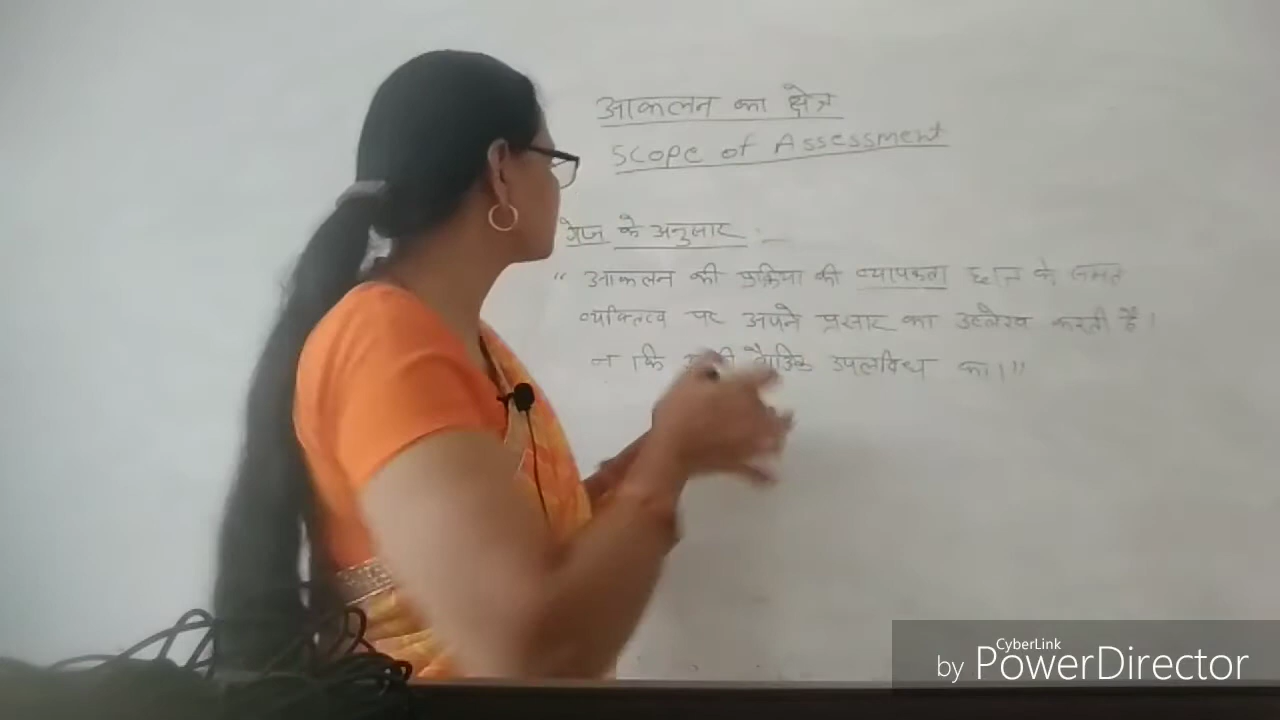 आकलन का क्षेत्र
Scope of Assessment
के अनुसार :-
“ आकलन की प्रक्रिया की व्यापकता छात्र के समस्त
व्यक्तित्व पर अपने प्रसार का उल्लेख करती है।
न कि उपलब्धि का।”
CyberLink
by PowerDirector